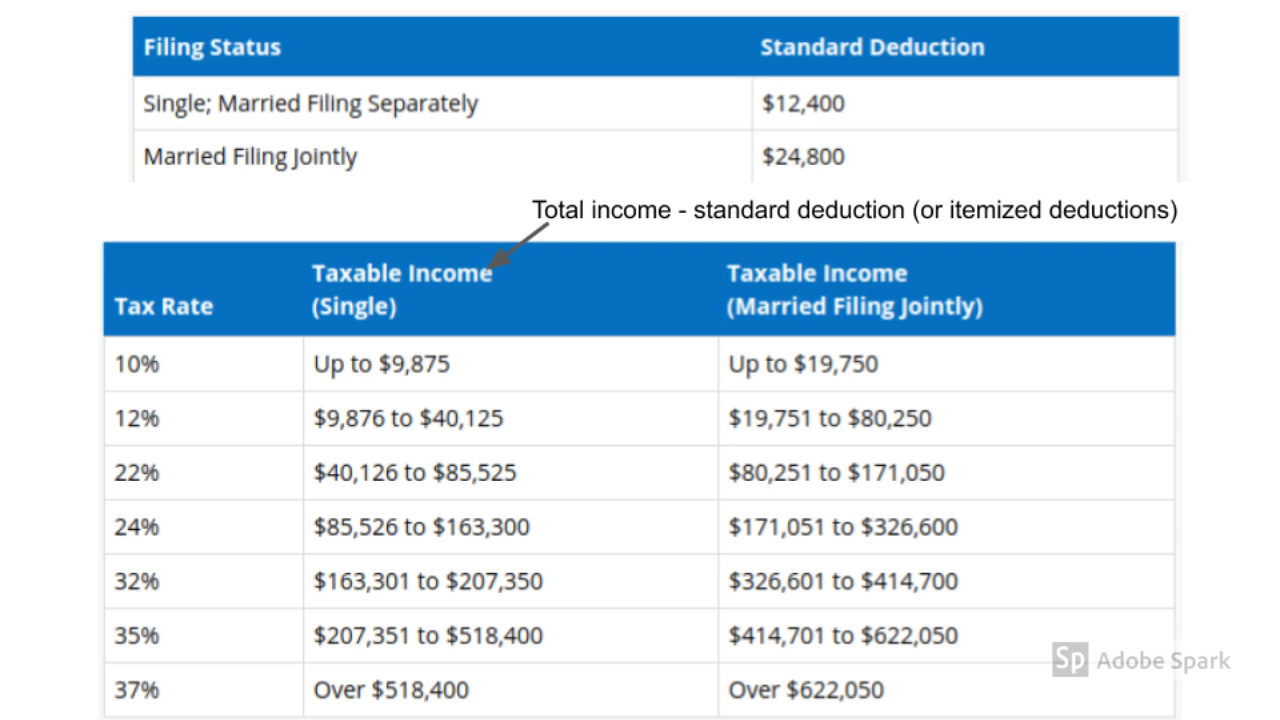 Filing Status Standard Deduction
Single; Married Filing Separately $12,400
Married Filing Jointly $24,800
Total income - standard deduction (or itemized deductions)
Tax Rate Taxable Income (Single) Taxable Income (Married Filing Jointly)
10% Up to $9,875 Up to $19,750
12% $9,876 to $40,125 $19,751 to $80,250
22% $40,126 to $85,525 $80,251 to $171,050
24% $85,526 to $163,300 $171,051 to $326,600
32% $163,301 to $207,350 $326,601 to $414,700
35% $207,351 to $518,400 $414,701 to $622,050
Sp Adobe Spark
37% Over $518,400 Over $622,050